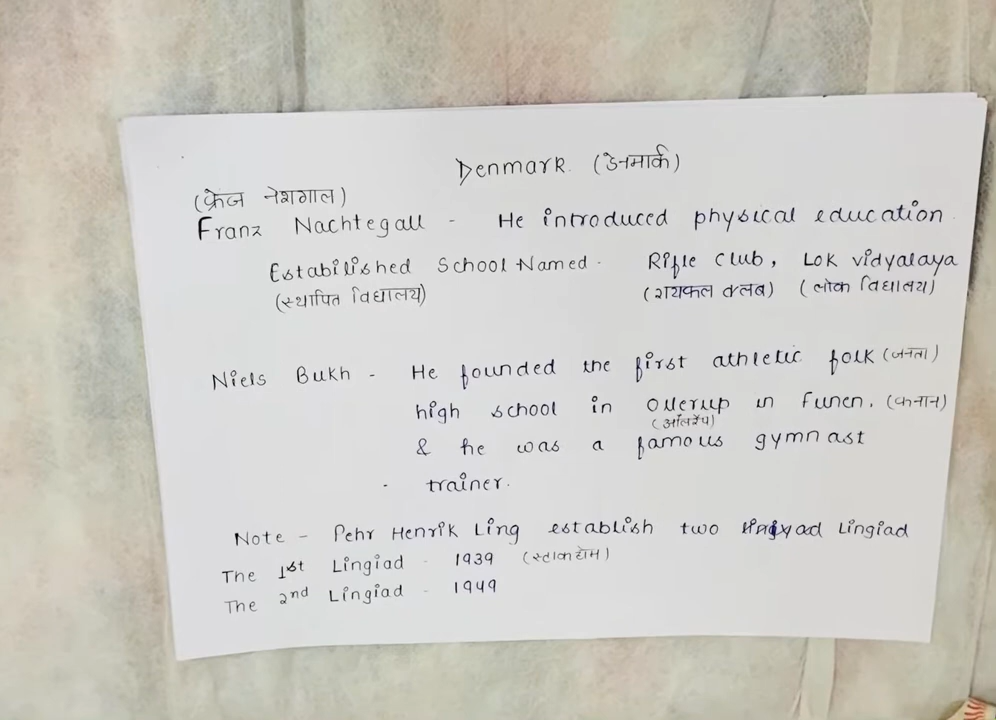 Denmark. (डेनमार्क)
(फ्रेंज नेशगाल)
Franz Nachtegall - He introduced physical education.
Estabilished School Named - Rifle Club, Lok vidyalaya
(स्थापित विद्यालय) (रायफल क्लब) (लोक विद्यालय)
Niels Bukh - He founded the first athletic folk (जनता)
high school in Ollerup in Funen. (फनान)
(ऑलरेप)
& he was a famous gymnast
- trainer.
Note - Pehr Henrik Ling establish two Lingiad
The 1st Lingiad - 1939 (स्टाकहोम)
The 2nd Lingiad - 1949